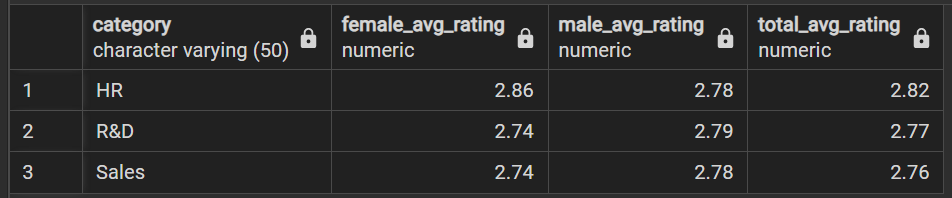 category female_avg_rating male_avg_rating total_avg_rating
character varying (50) numeric numeric numeric
1 HR 2.86 2.78 2.82
2 R&D 2.74 2.79 2.77
3 Sales 2.74 2.78 2.76